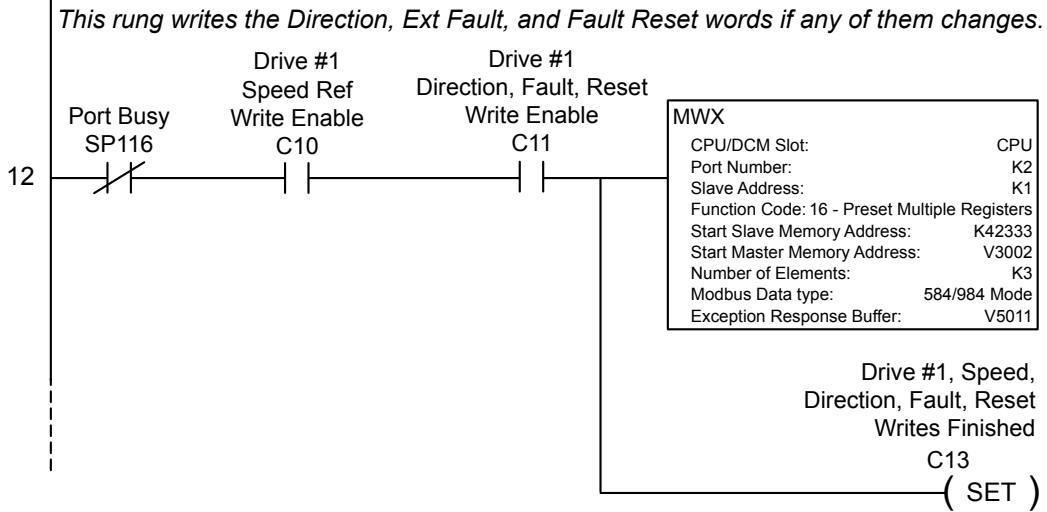 This rung writes the Direction, Ext Fault, and Fault Reset words if any of them changes.
Port Busy
SP116
Drive #1
Speed Ref
Write Enable
C10
Drive #1
Direction, Fault, Reset
Write Enable
C11
12
MWX
CPU/DCM Slot: CPU
Port Number: K2
Slave Address: K1
Function Code: 16 - Preset Multiple Registers
Start Slave Memory Address: K42333
Start Master Memory Address: V3002
Number of Elements: K3
Modbus Data type: 584/984 Mode
Exception Response Buffer: V5011
Drive #1, Speed,
Direction, Fault, Reset
Writes Finished
C13
( SET )